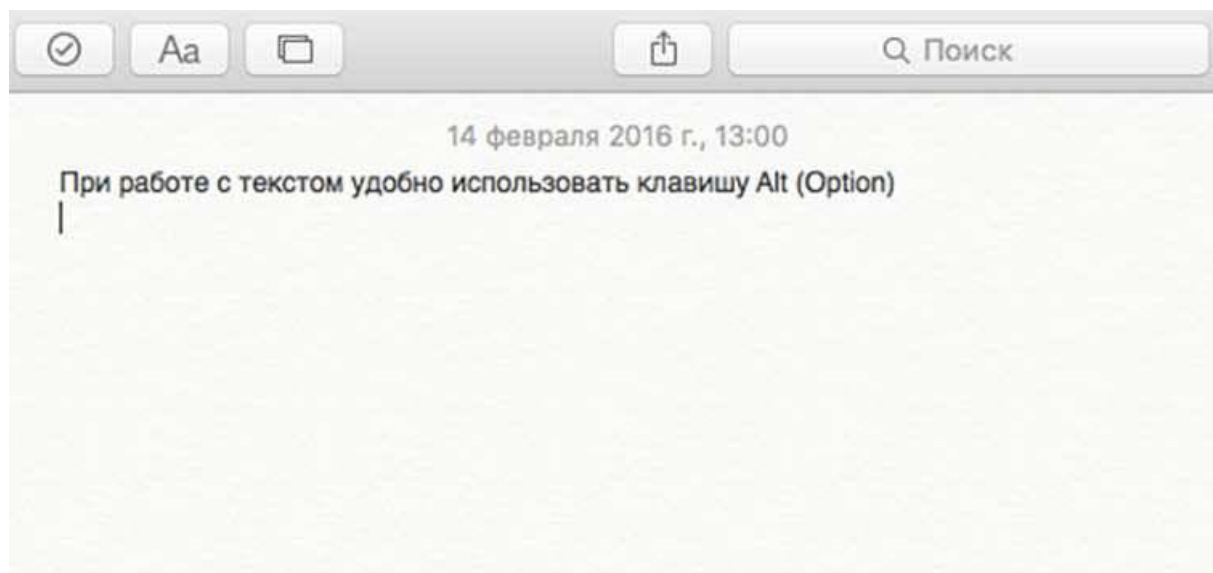 Aa
Поиск
14 февраля 2016 г., 13:00
При работе с текстом удобно использовать клавишу Alt (Option)